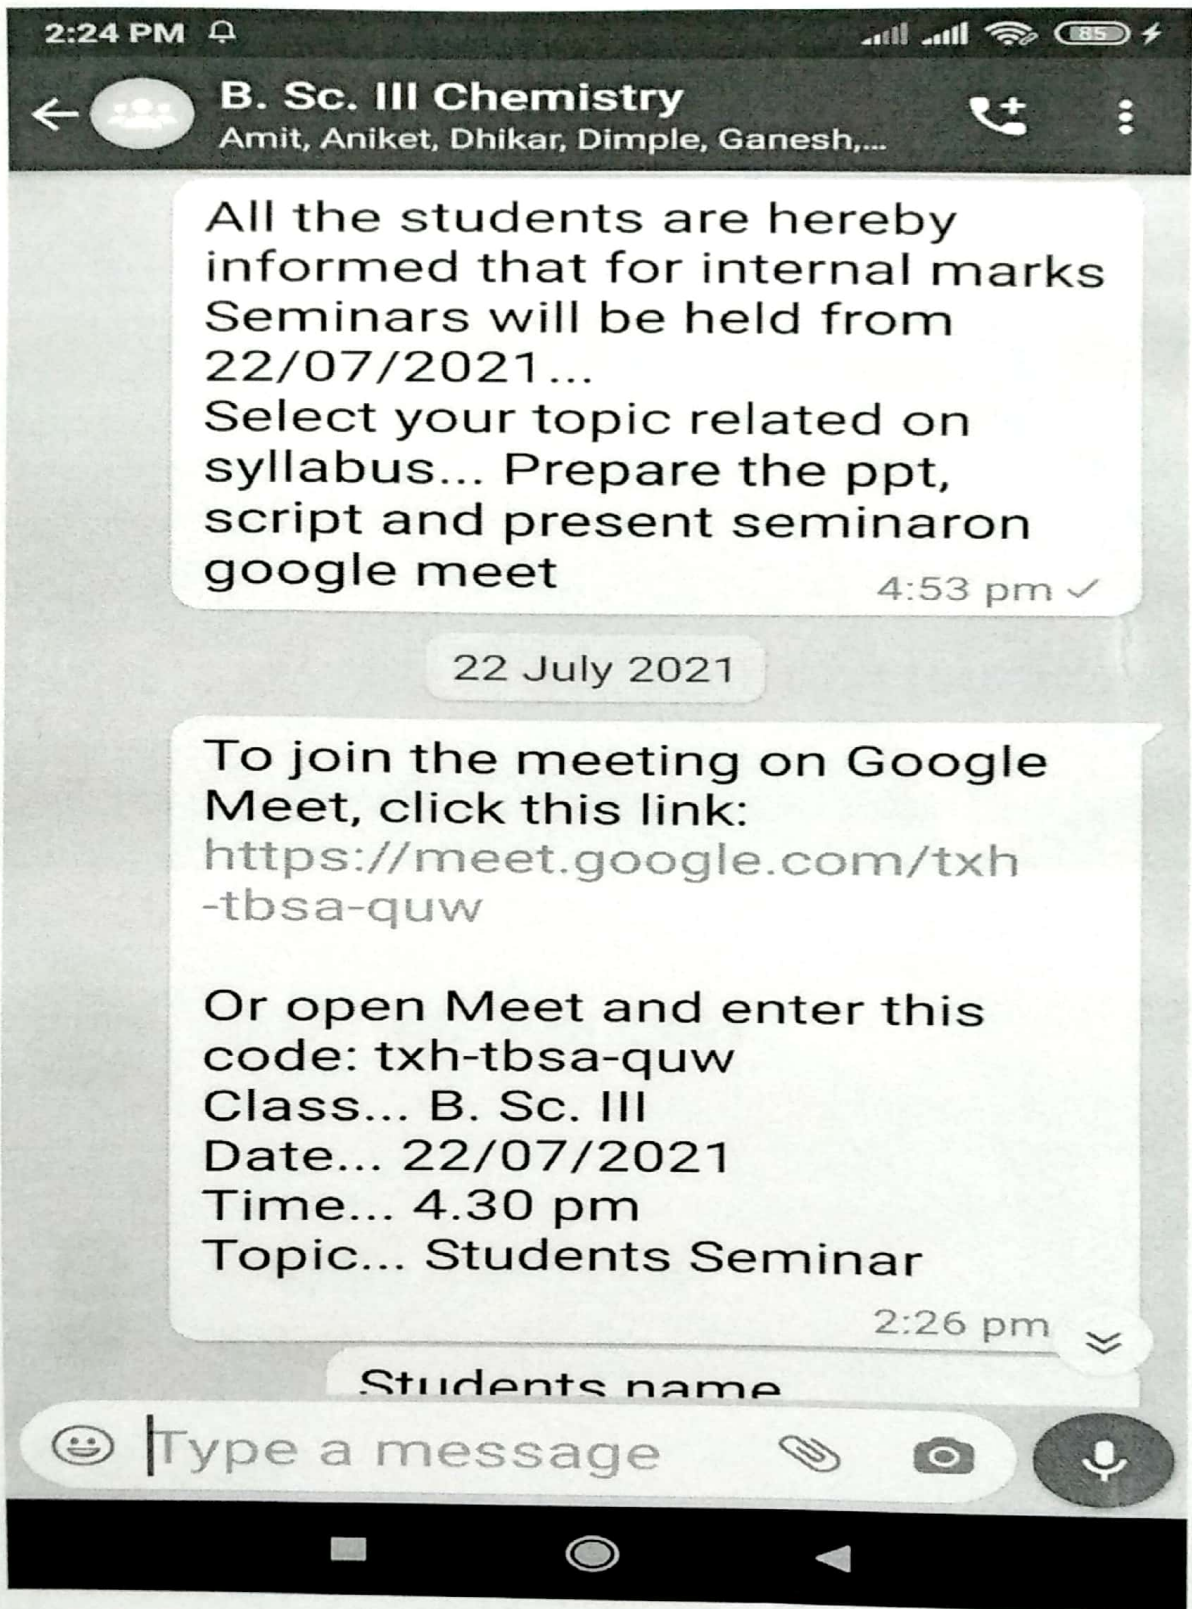 2:24 PM
85
B. Sc. III Chemistry
Amit, Aniket, Dhikar, Dimple, Ganesh,...
All the students are hereby
informed that for internal marks
Seminars will be held from
22/07/2021...
Select your topic related on
syllabus... Prepare the ppt,
script and present seminaron
google meet
4:53 pm
22 July 2021
To join the meeting on Google
Meet, click this link:
https://meet.google.com/txh
-tbsa-quw
Or open Meet and enter this
code: txh-tbsa-quw
Class... B. Sc. III
Date... 22/07/2021
Time... 4.30 pm
Topic... Students Seminar
2:26 pm
Students name
Type a message